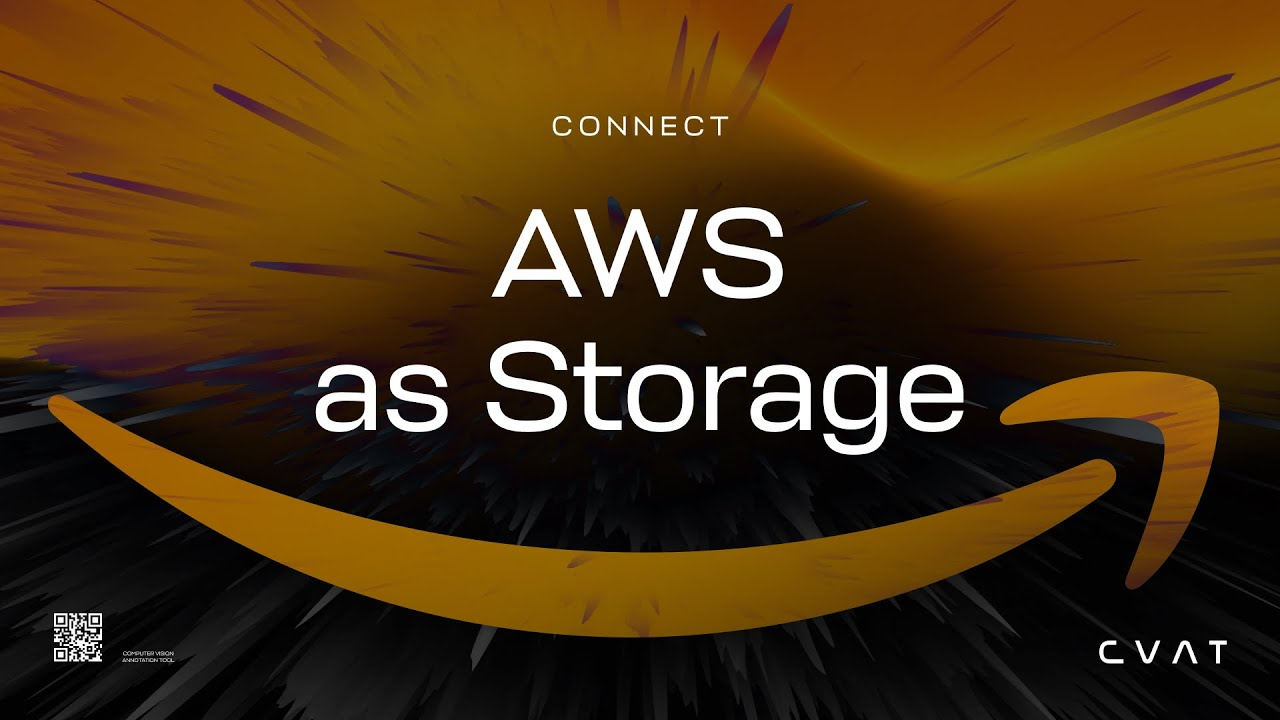 CONNECT
AWS
as Storage
COMPUTER VISION
ANNOTATION TOOL
CVAT